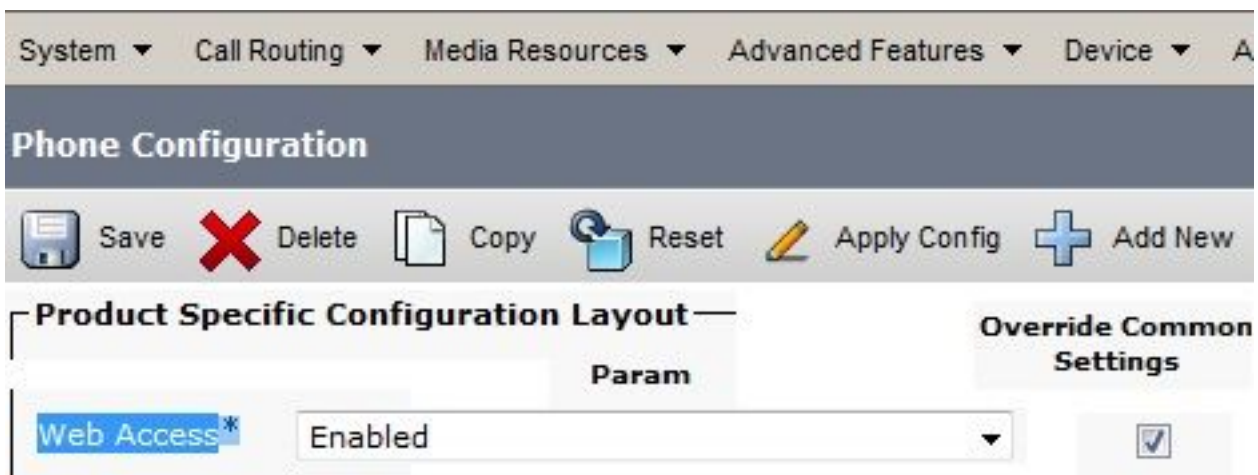 System Call Routing Media Resources Advanced Features Device
Phone Configuration
Save Delete Copy Reset Apply Config Add New
Product Specific Configuration Layout
Override Common
Settings
Param
Web Access* Enabled